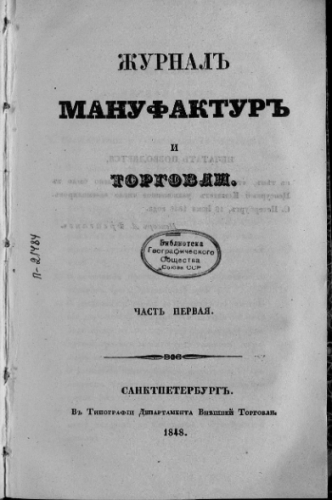 ЖУРНАЛЪ
МАНУФАКТУРЪ
И
ТОРГОВЛИ.
Библиотека
Географического
Общества
Союза ССР
П-21484
ЧАСТЬ ПЕРВАЯ.
САНКТПЕТЕРБУРГЪ.
Въ Типографіи Департамента Внѣшней Торговли.
1848.